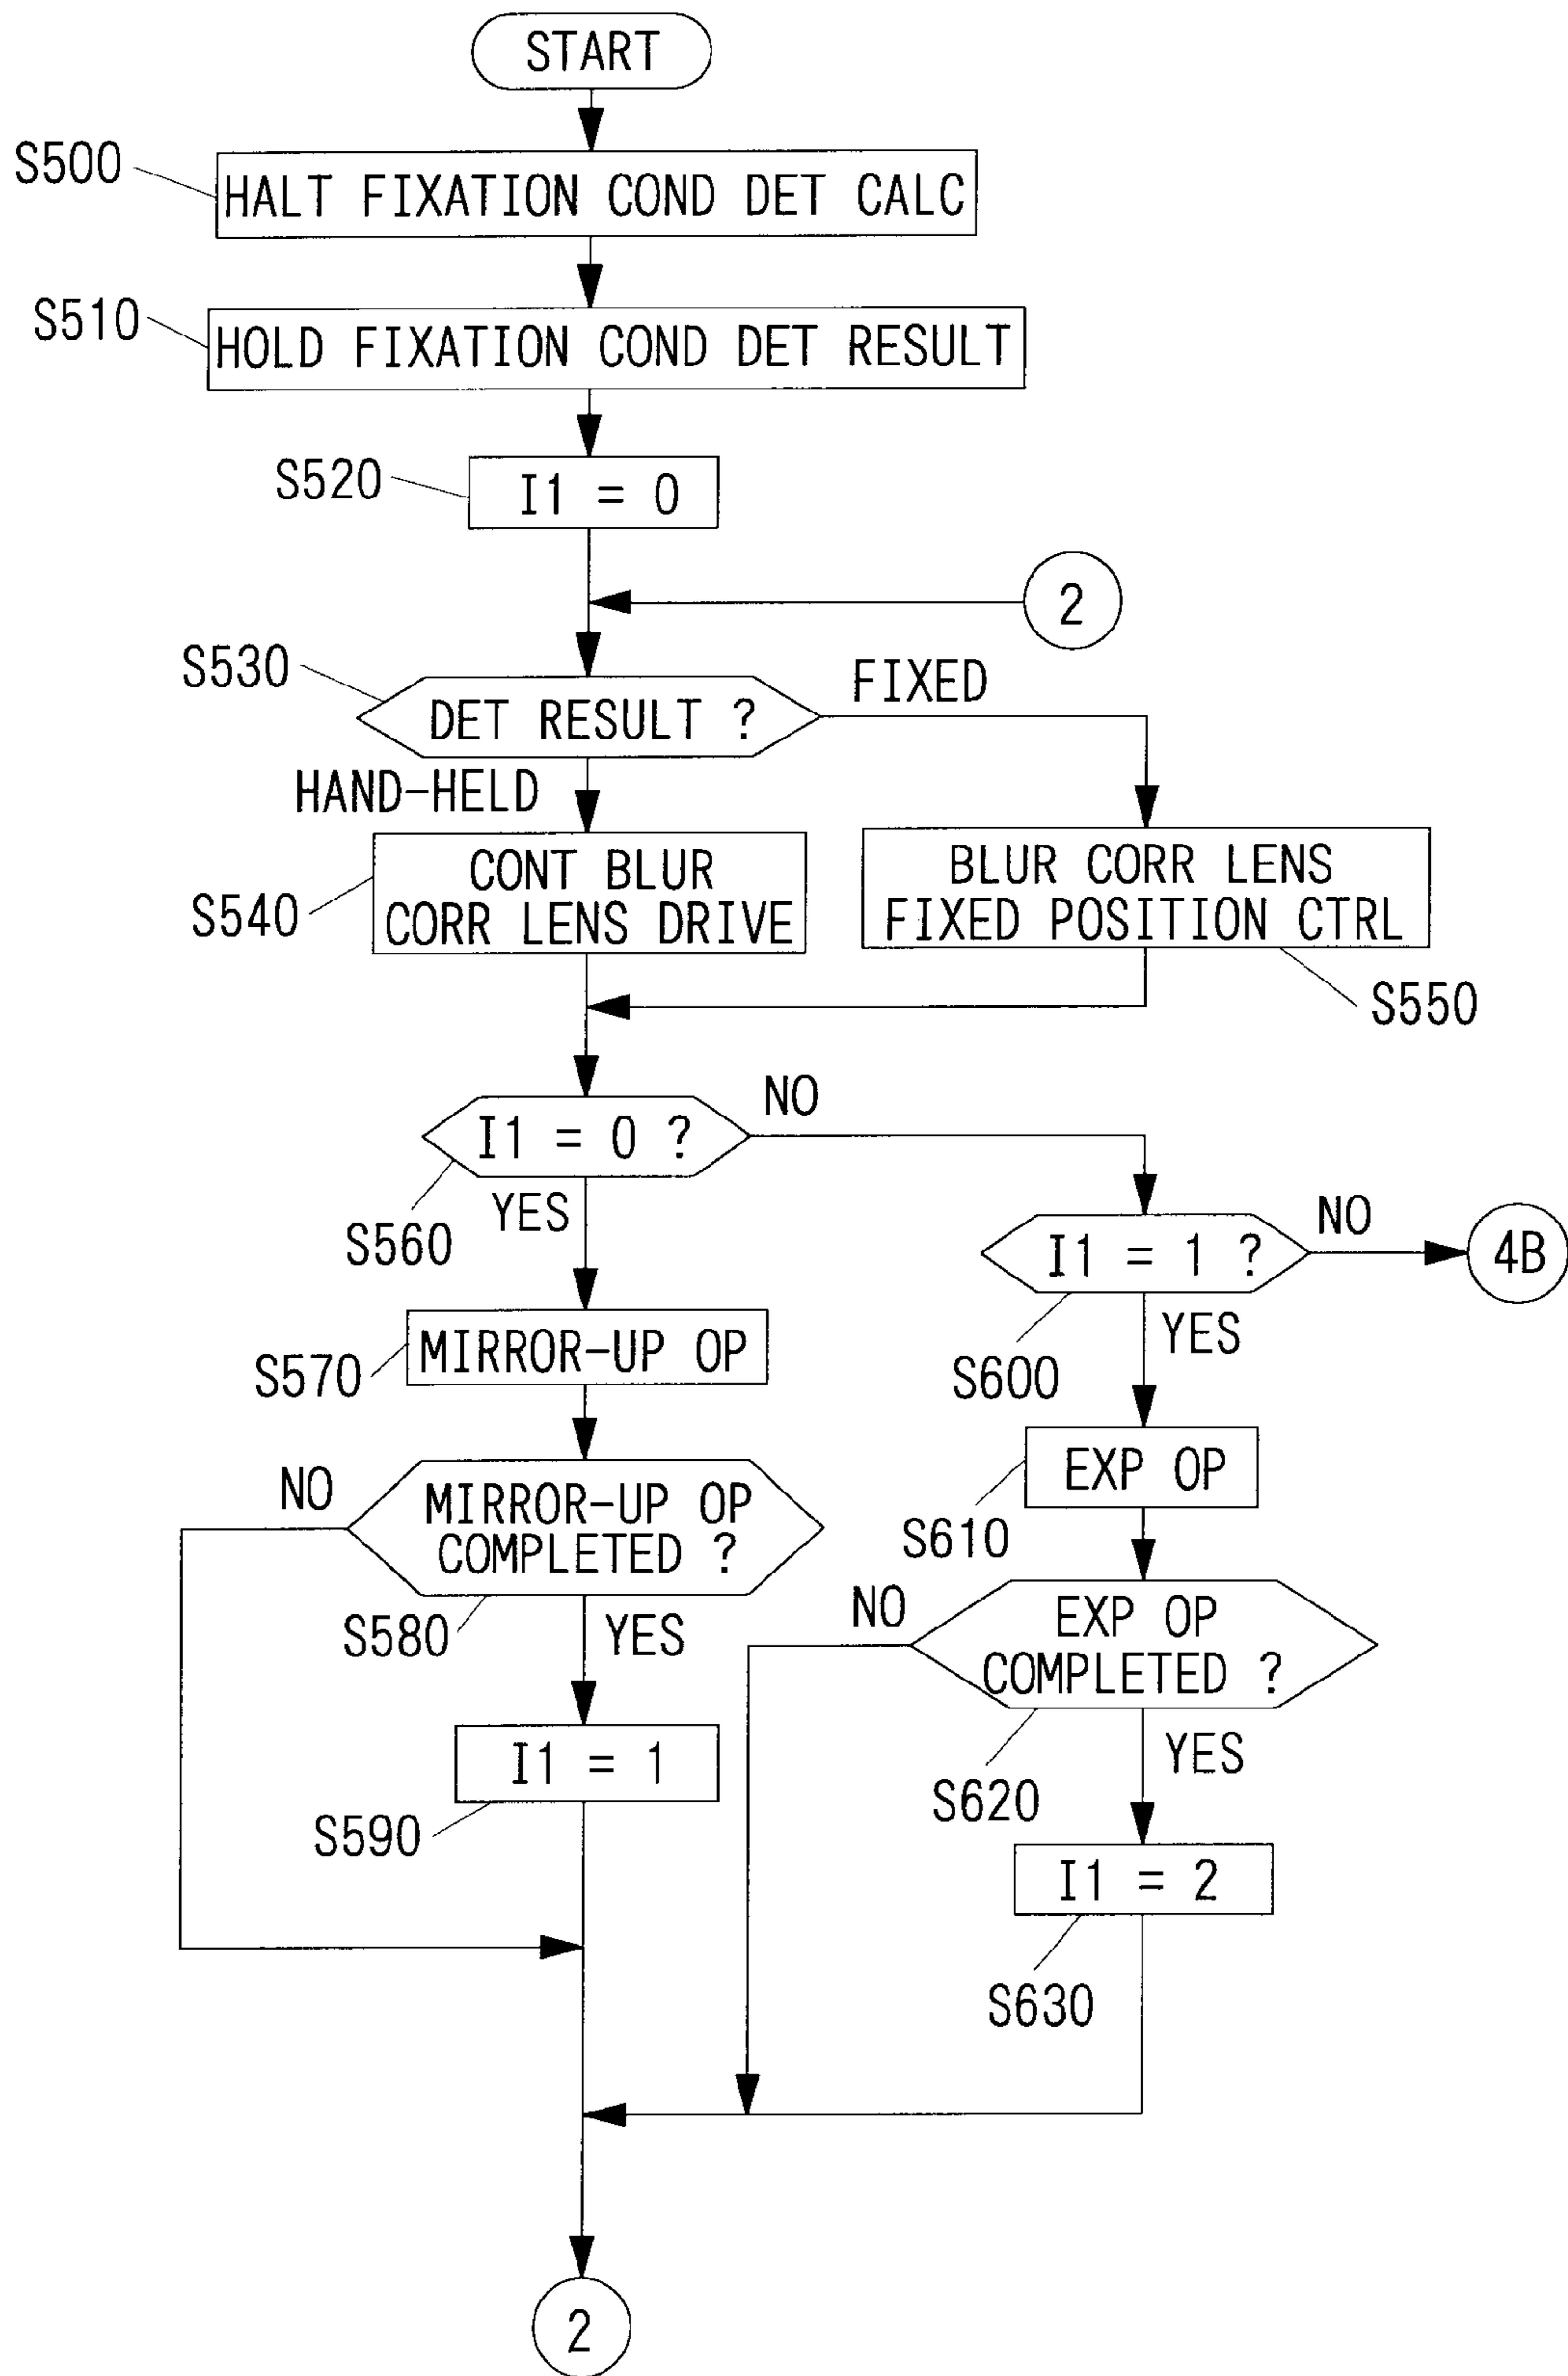 START
S500
HALT FIXATION COND DET CALC
S510
HOLD FIXATION COND DET RESULT
S520
I1 = 0
2
S530
DET RESULT ?
FIXED
HAND-HELD
S540
CONT BLUR
CORR LENS DRIVE
BLUR CORR LENS
FIXED POSITION CTRL
S550
I1 = 0 ?
NO
S560
YES
I1 = 1 ?
NO
4B
S600
YES
S570
MIRROR-UP OP
EXP OP
S610
NO
MIRROR-UP OP
COMPLETED ?
S580
YES
NO
EXP OP
COMPLETED ?
S620
YES
I1 = 1
S590
I1 = 2
S630
2